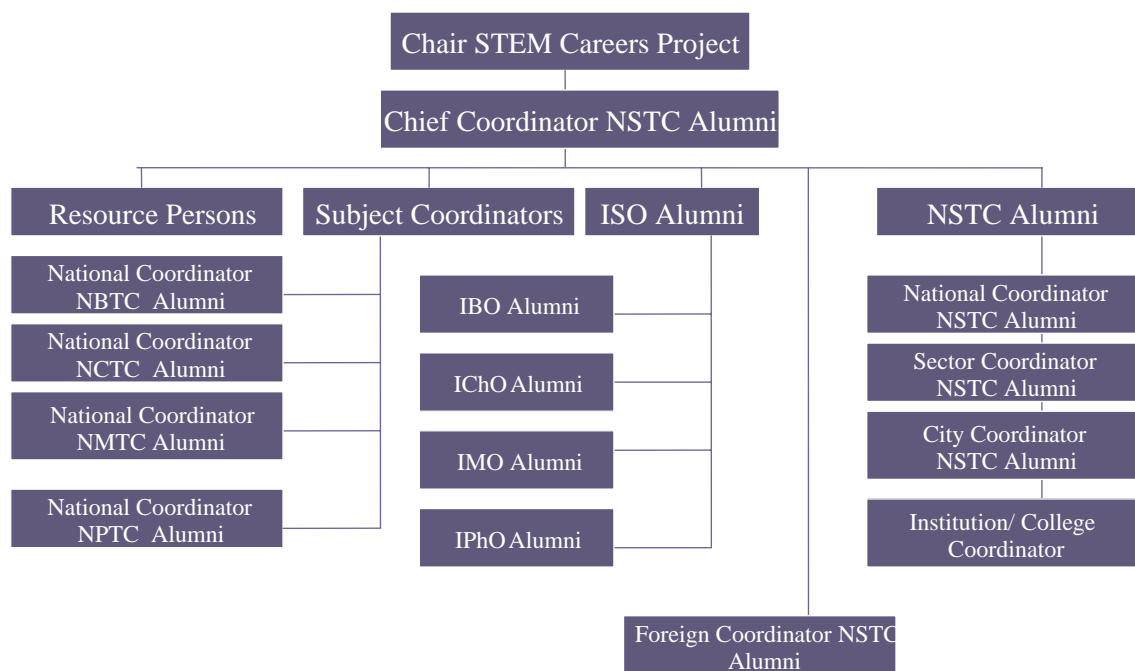 Chair STEM Careers Project
Chief Coordinator NSTC Alumni
Resource Persons
Subject Coordinators
ISO Alumni
NSTC Alumni
National Coordinator
NBTC Alumni
National Coordinator
NCTC Alumni
National Coordinator
NMTC Alumni
National Coordinator
NPTC Alumni
IBO Alumni
IChO Alumni
IMO Alumni
IPhO Alumni
National Coordinator
NSTC Alumni
Sector Coordinator
NSTC Alumni
City Coordinator
NSTC Alumni
Institution/ College
Coordinator
Foreign Coordinator NSTC
Alumni